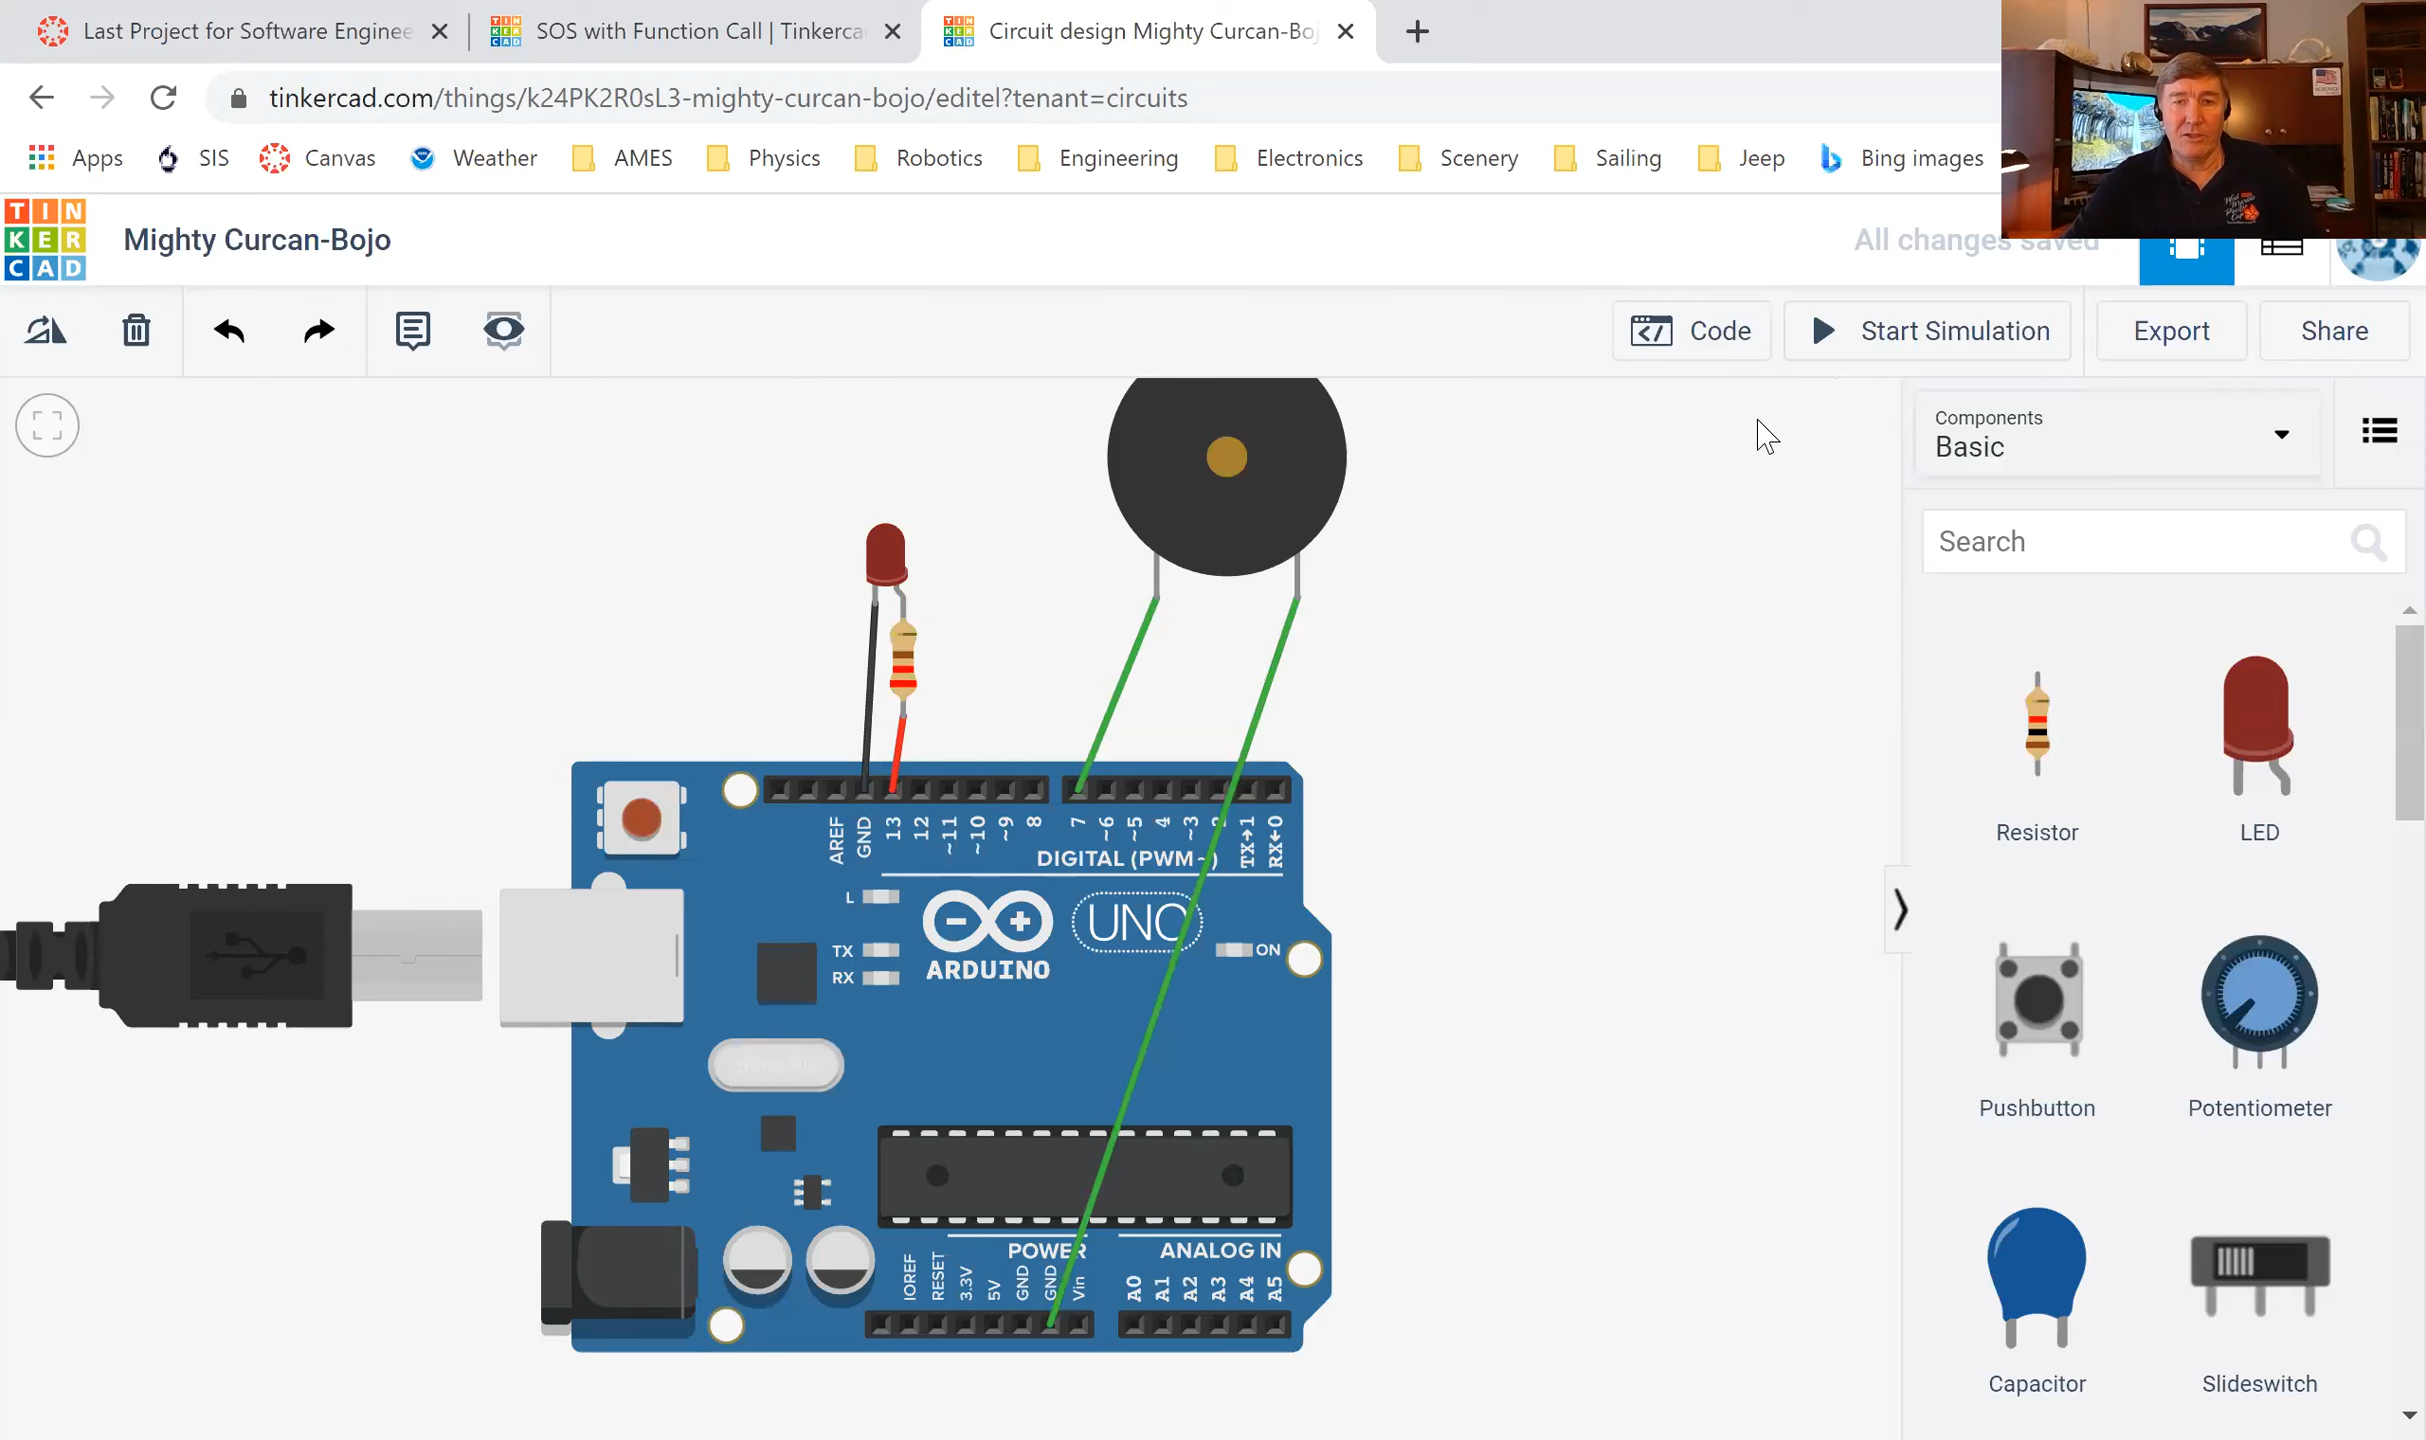 Last Project for Software Enginee
SOS with Function Call | Tinkerca
Circuit design Mighty Curcan-Boj
tinkercad.com/things/k24PK2R0sL3-mighty-curcan-bojo/editel?tenant=circuits
Apps SIS Canvas Weather AMES Physics Robotics Engineering Electronics Scenery Sailing Jeep Bing images
TIN
KER
CAD
Mighty Curcan-Bojo
All changes saved
Code
Start Simulation
Export
Share
Components
Basic
Search
Resistor
LED
Pushbutton
Potentiometer
Capacitor
Slideswitch
AREF GND 13 12 ~11 ~10 ~9 8 7 ~6 ~5 4 ~3 2 TX→1 RX←0
DIGITAL (PWM~)
L
TX
RX
ARDUINO
UNO
ON
POWER
ANALOG IN
IOREF RESET 3.3V 5V GND GND Vin A0 A1 A2 A3 A4 A5